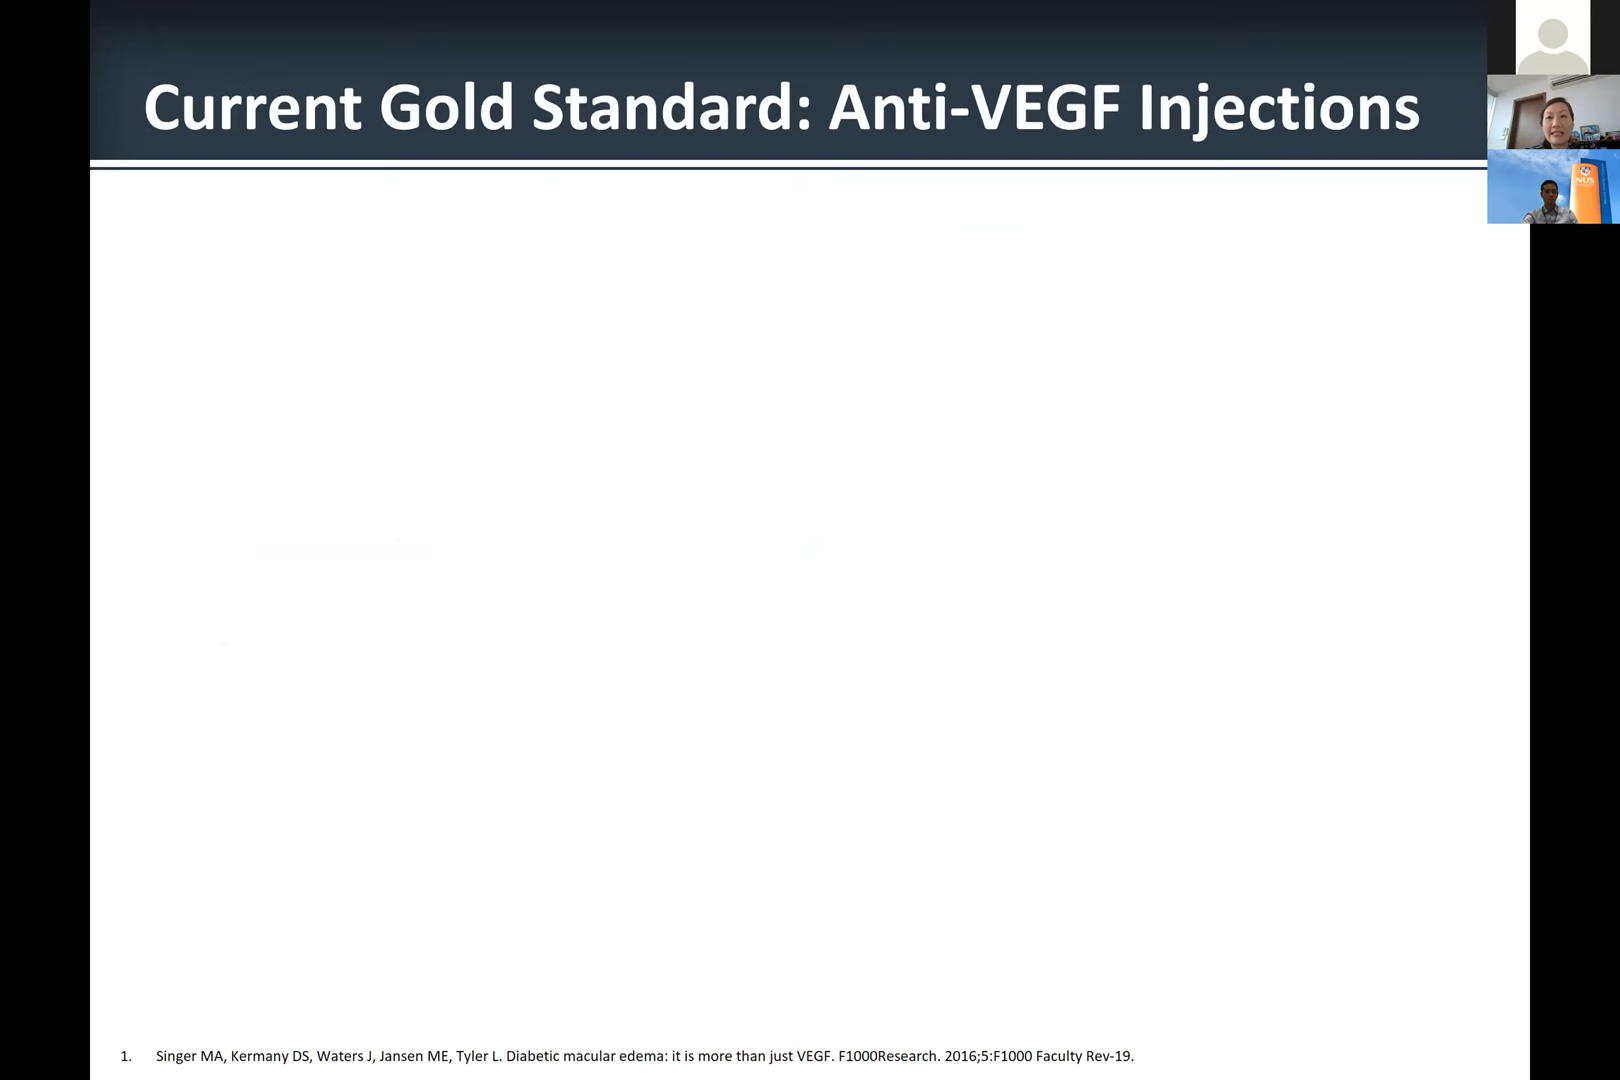 Current Gold Standard: Anti-VEGF Injections
NUS
1. Singer MA, Kermany DS, Waters J, Jansen ME, Tyler L. Diabetic macular edema: it is more than just VEGF. F1000Research. 2016;5:F1000 Faculty Rev-19.